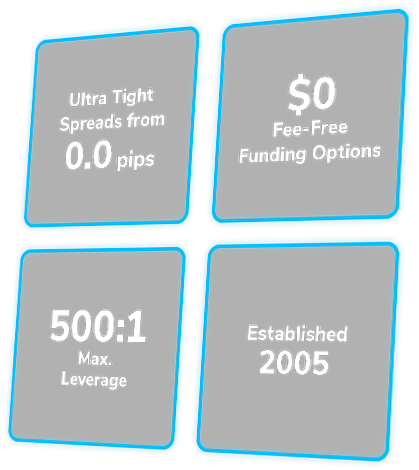 Ultra Tight
Spreads from
0.0 pips
$0
Fee-Free
Funding Options
500:1
Max.
Leverage
Established
2005